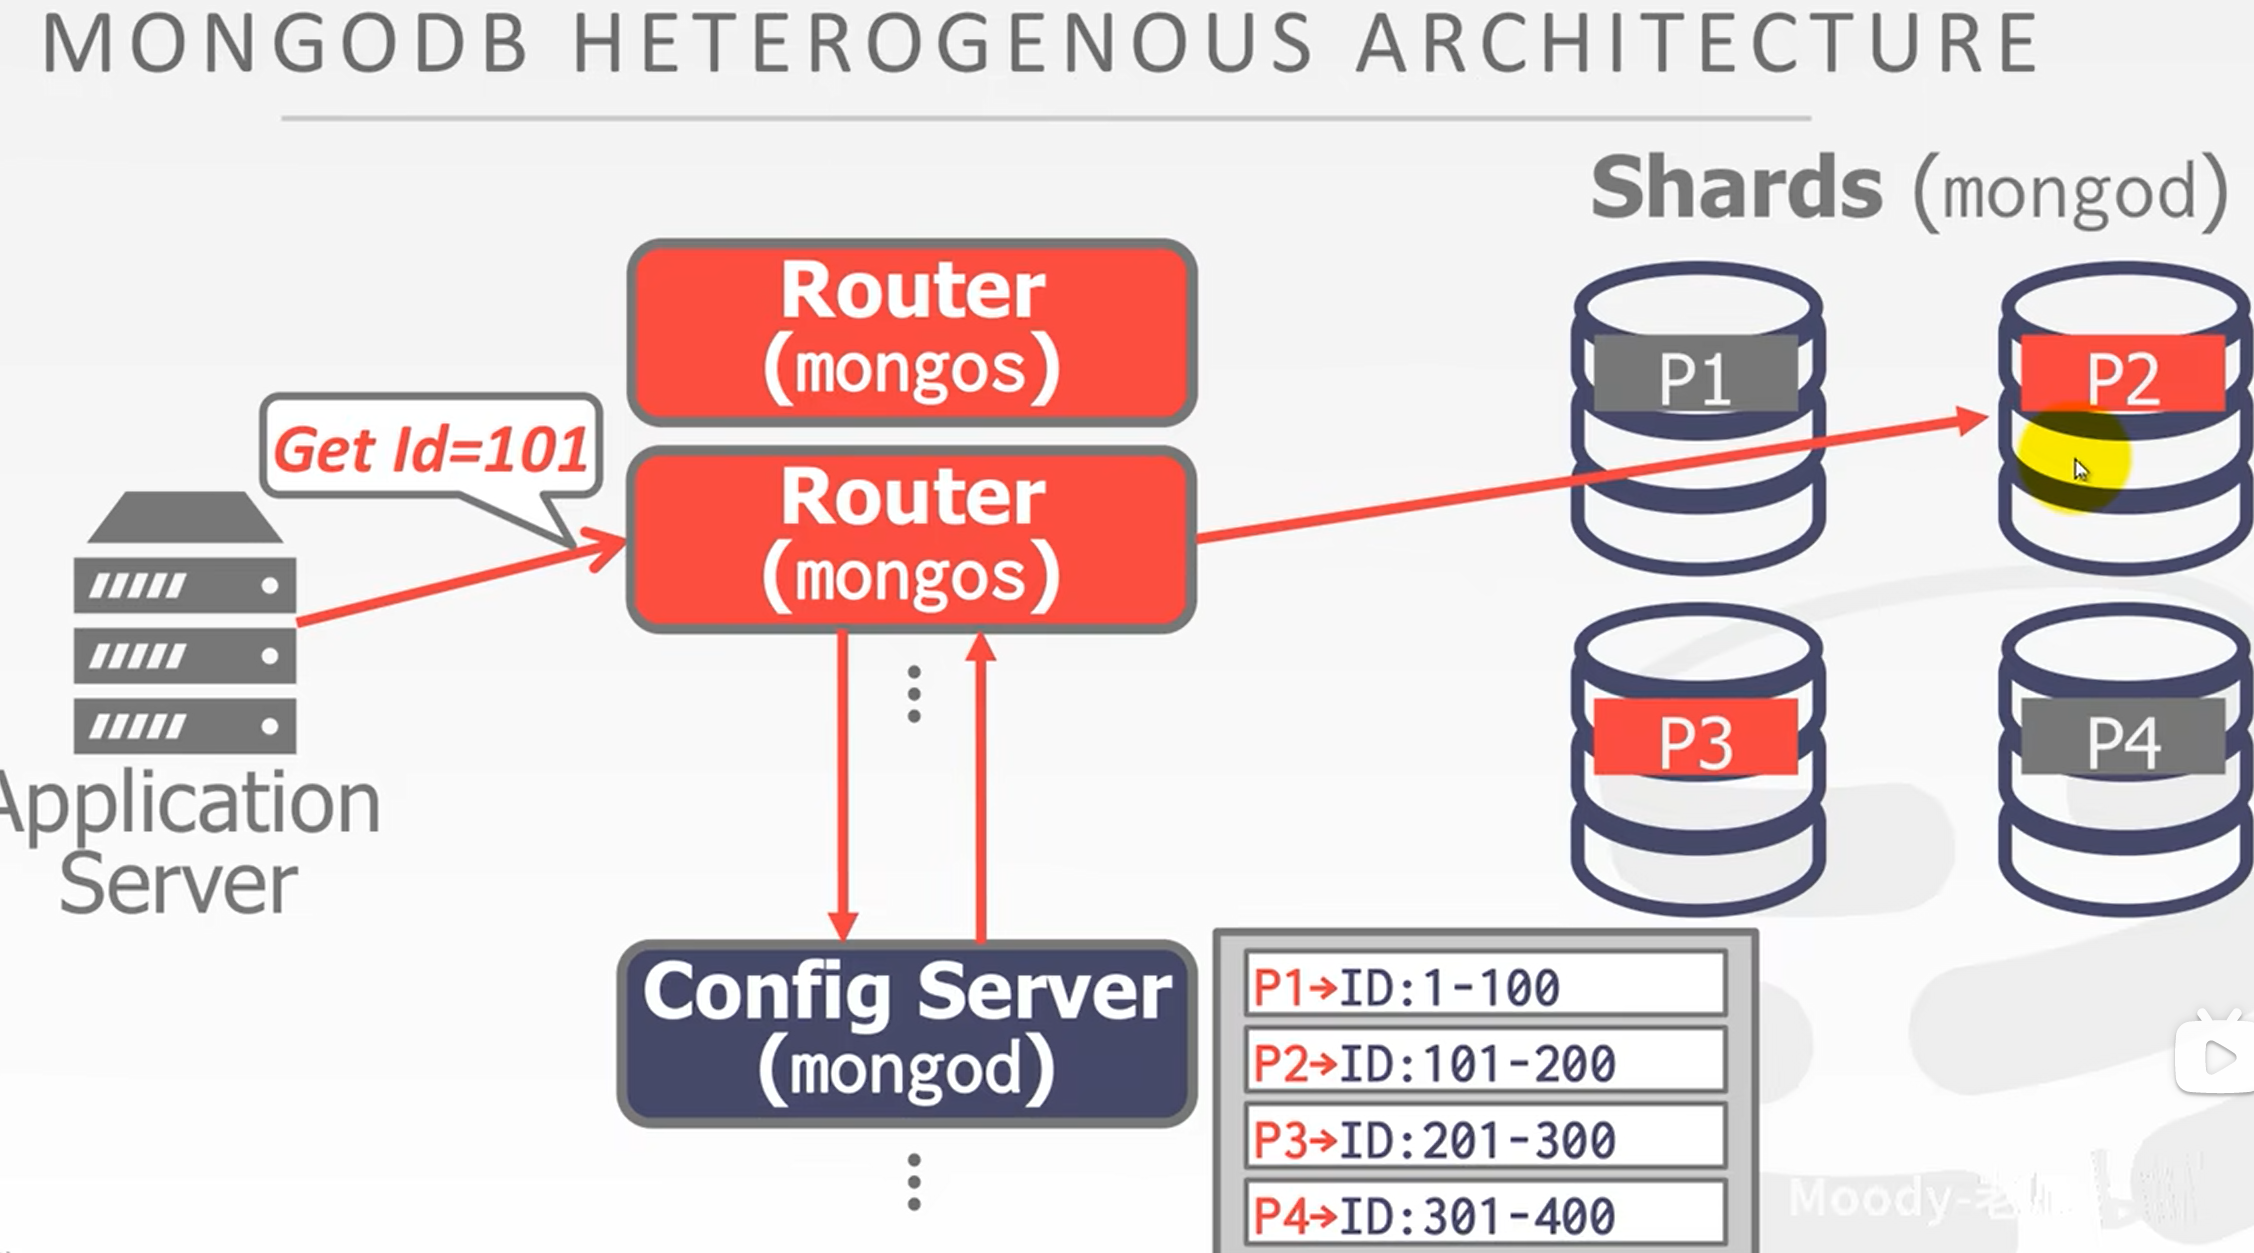 MONGODB HETEROGENOUS ARCHITECTURE
Shards (mongod)
Router
(mongos)
P1
P2
Get Id=101
Router
(mongos)
P3
P4
Application
Server
Config Server
(mongod)
P1→ID:1-100
P2→ID:101-200
P3→ID:201-300
P4→ID:301-400
Moody-老